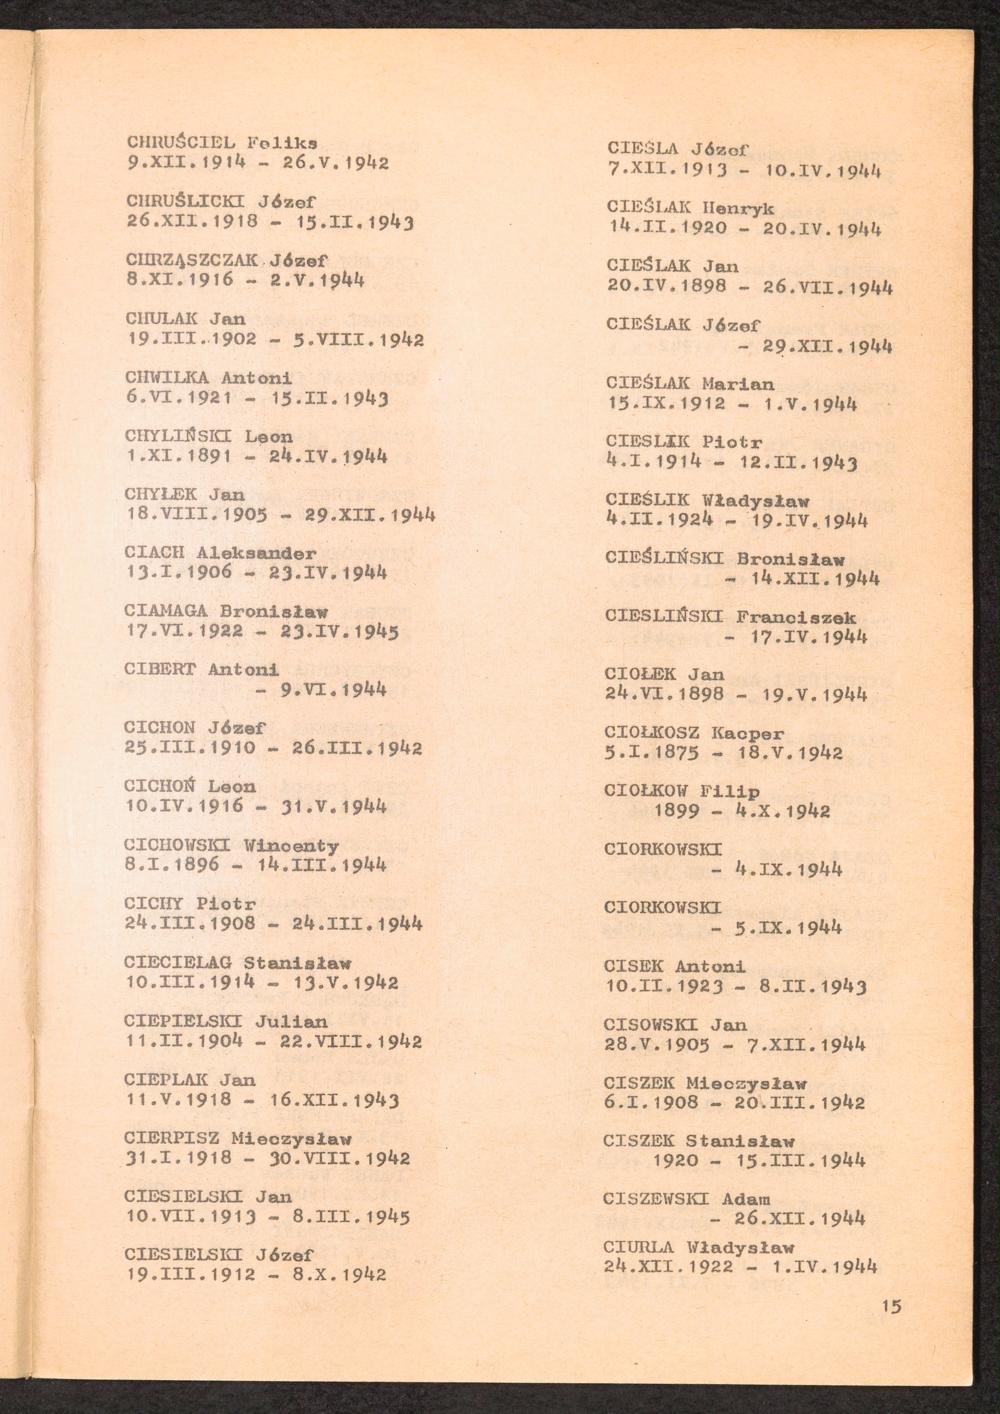 CHRUŚCIEL Feliks
9.XII.1914 - 26.V.1942
CHRUŚLICKI Józef
26.XII.1918 - 15.II.1943
CHRZĄSZCZAK Józef
8.XI.1916 - 2.V.1944
CHULAK Jan
19.III.1902 - 5.VIII.1942
CHWILKA Antoni
6.VI.1921 - 15.II.1943
CHYLIŃSKI Leon
1.XI.1891 - 24.IV.1944
CHYŁEK Jan
18.VIII.1905 - 29.XII.1944
CIACH Aleksander
13.I.1906 - 23.IV.1944
CIAMAGA Bronisław
17.VI.1922 - 23.IV.1945
CIBERT Antoni
- 9.VI.1944
CICHON Józef
25.III.1910 - 26.III.1942
CICHOŃ Leon
10.IV.1916 - 31.V.1944
CICHOWSKI Wincenty
8.I.1896 - 14.III.1944
CICHY Piotr
24.III.1908 - 24.III.1944
CIECIELAG Stanisław
10.III.1914 - 13.V.1942
CIEPIELSKI Julian
11.II.1904 - 22.VIII.1942
CIEPLAK Jan
11.V.1918 - 16.XII.1943
CIERPISZ Mieczysław
31.I.1918 - 30.VIII.1942
CIESIELSKI Jan
10.VII.1913 - 8.III.1945
CIESIELSKI Józef
19.III.1912 - 8.X.1942
CIEŚLA Józef
7.XII.1913 - 10.IV.1944
CIEŚLAK Henryk
14.II.1920 - 20.IV.1944
CIEŚLAK Jan
20.IV.1898 - 26.VII.1944
CIEŚLAK Józef
- 29.XII.1944
CIEŚLAK Marian
15.IX.1912 - 1.V.1944
CIESLIK Piotr
4.I.1914 - 12.II.1943
CIEŚLIK Władysław
4.II.1924 - 19.IV.1944
CIEŚLIŃSKI Bronisław
- 14.XII.1944
CIESLIŃSKI Franciszek
- 17.IV.1944
CIOŁEK Jan
24.VI.1898 - 19.V.1944
CIOŁKOSZ Kacper
5.I.1875 - 18.V.1942
CIOŁKOW Filip
1899 - 4.X.1942
CIORKOWSKI
- 4.IX.1944
CIORKOWSKI
- 5.IX.1944
CISEK Antoni
10.II.1923 - 8.II.1943
CISOWSKI Jan
28.V.1905 - 7.XII.1944
CISZEK Mieczysław
6.I.1908 - 20.III.1942
CISZEK Stanisław
1920 - 15.III.1944
CISZEWSKI Adam
- 26.XII.1944
CIURLA Władysław
24.XII.1922 - 1.IV.1944
15